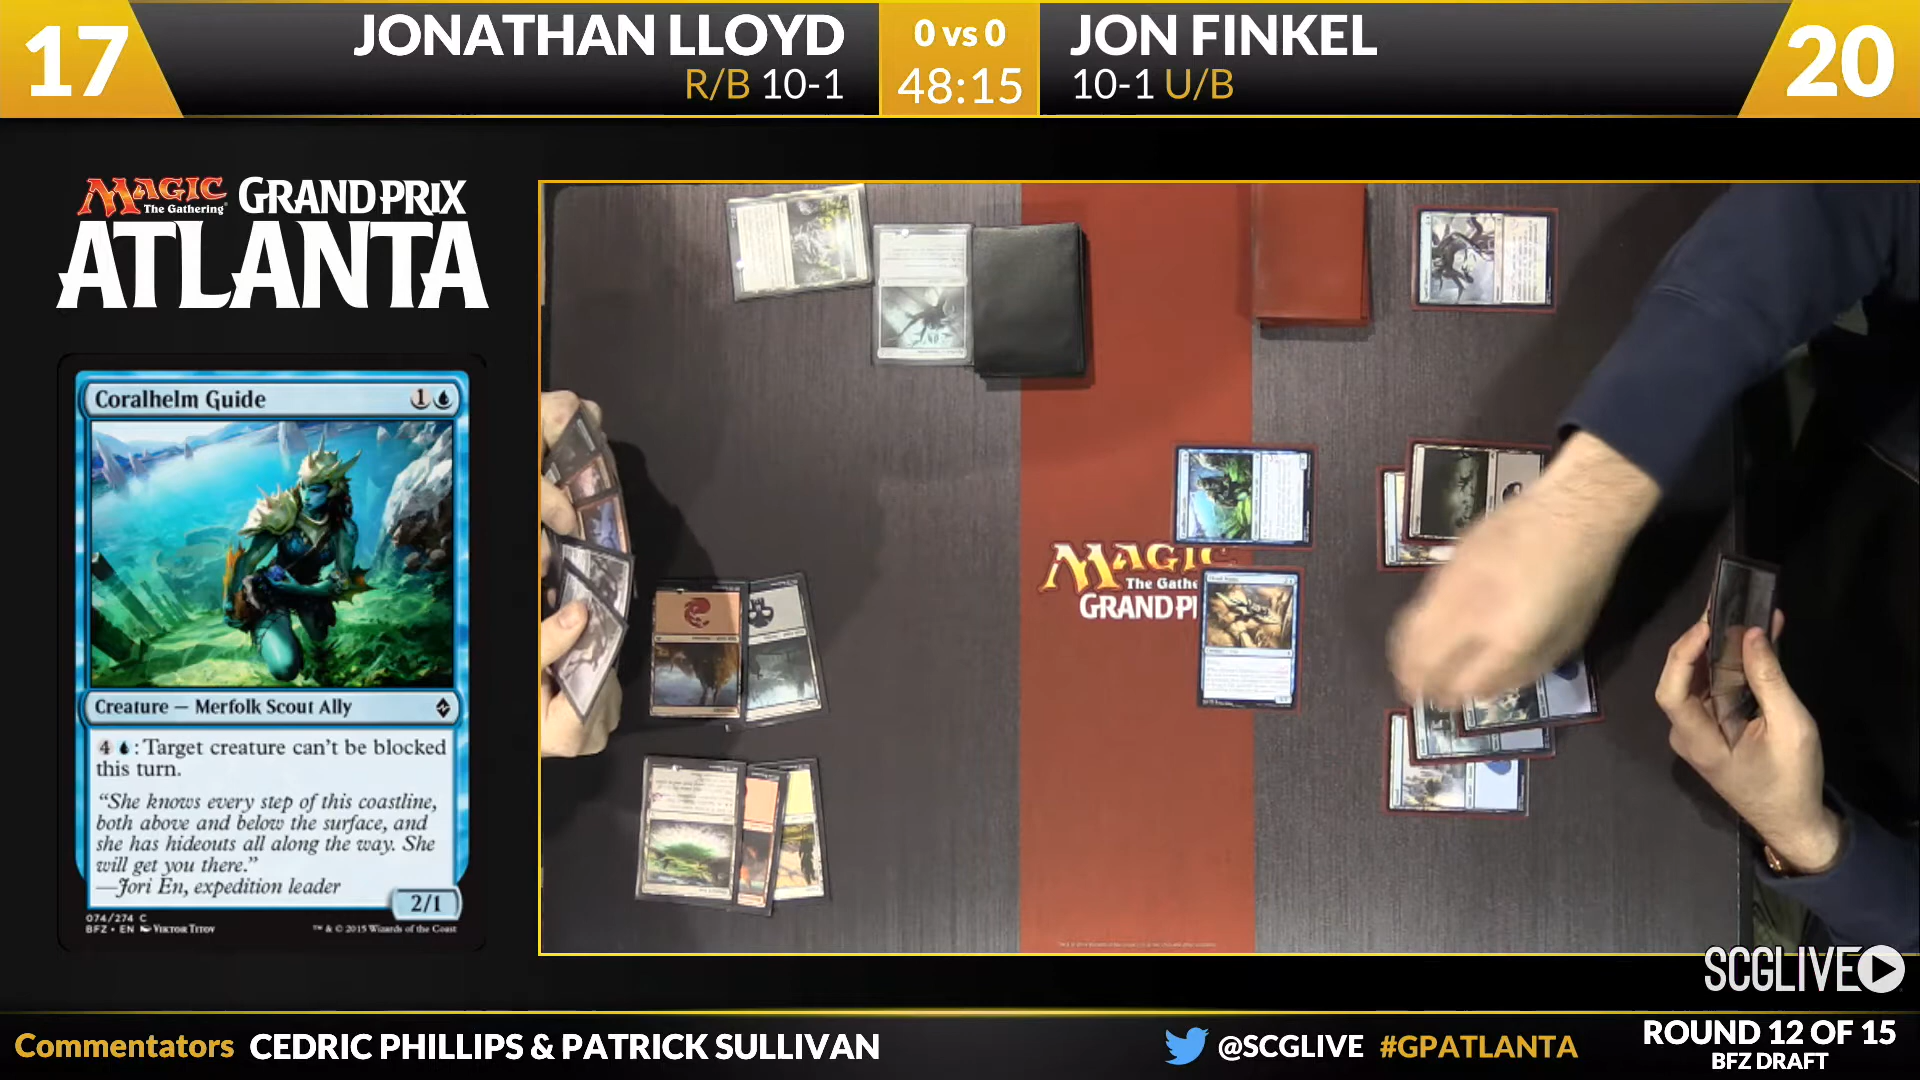 17
JONATHAN LLOYD
R/B 10-1
0 vs 0
48:15
JON FINKEL
10-1 U/B
20
MAGIC
The Gathering
GRAND PRIX
ATLANTA
Coralhelm Guide 1
Creature — Merfolk Scout Ally
4 : Target creature can't be blocked
this turn.
"She knows every step of this coastline,
both above and below the surface, and
she has hideouts all along the way. She
will get you there."
—Jori En, expedition leader
2/1
074/274 C
BFZ • EN VIKTOR TITOV
™ & © 2015 Wizards of the Coast
MAGIC
The Gathe
GRAND P
SCGLIVE
Commentators CEDRIC PHILLIPS & PATRICK SULLIVAN
@SCGLIVE #GPATLANTA
ROUND 12 OF 15
BFZ DRAFT